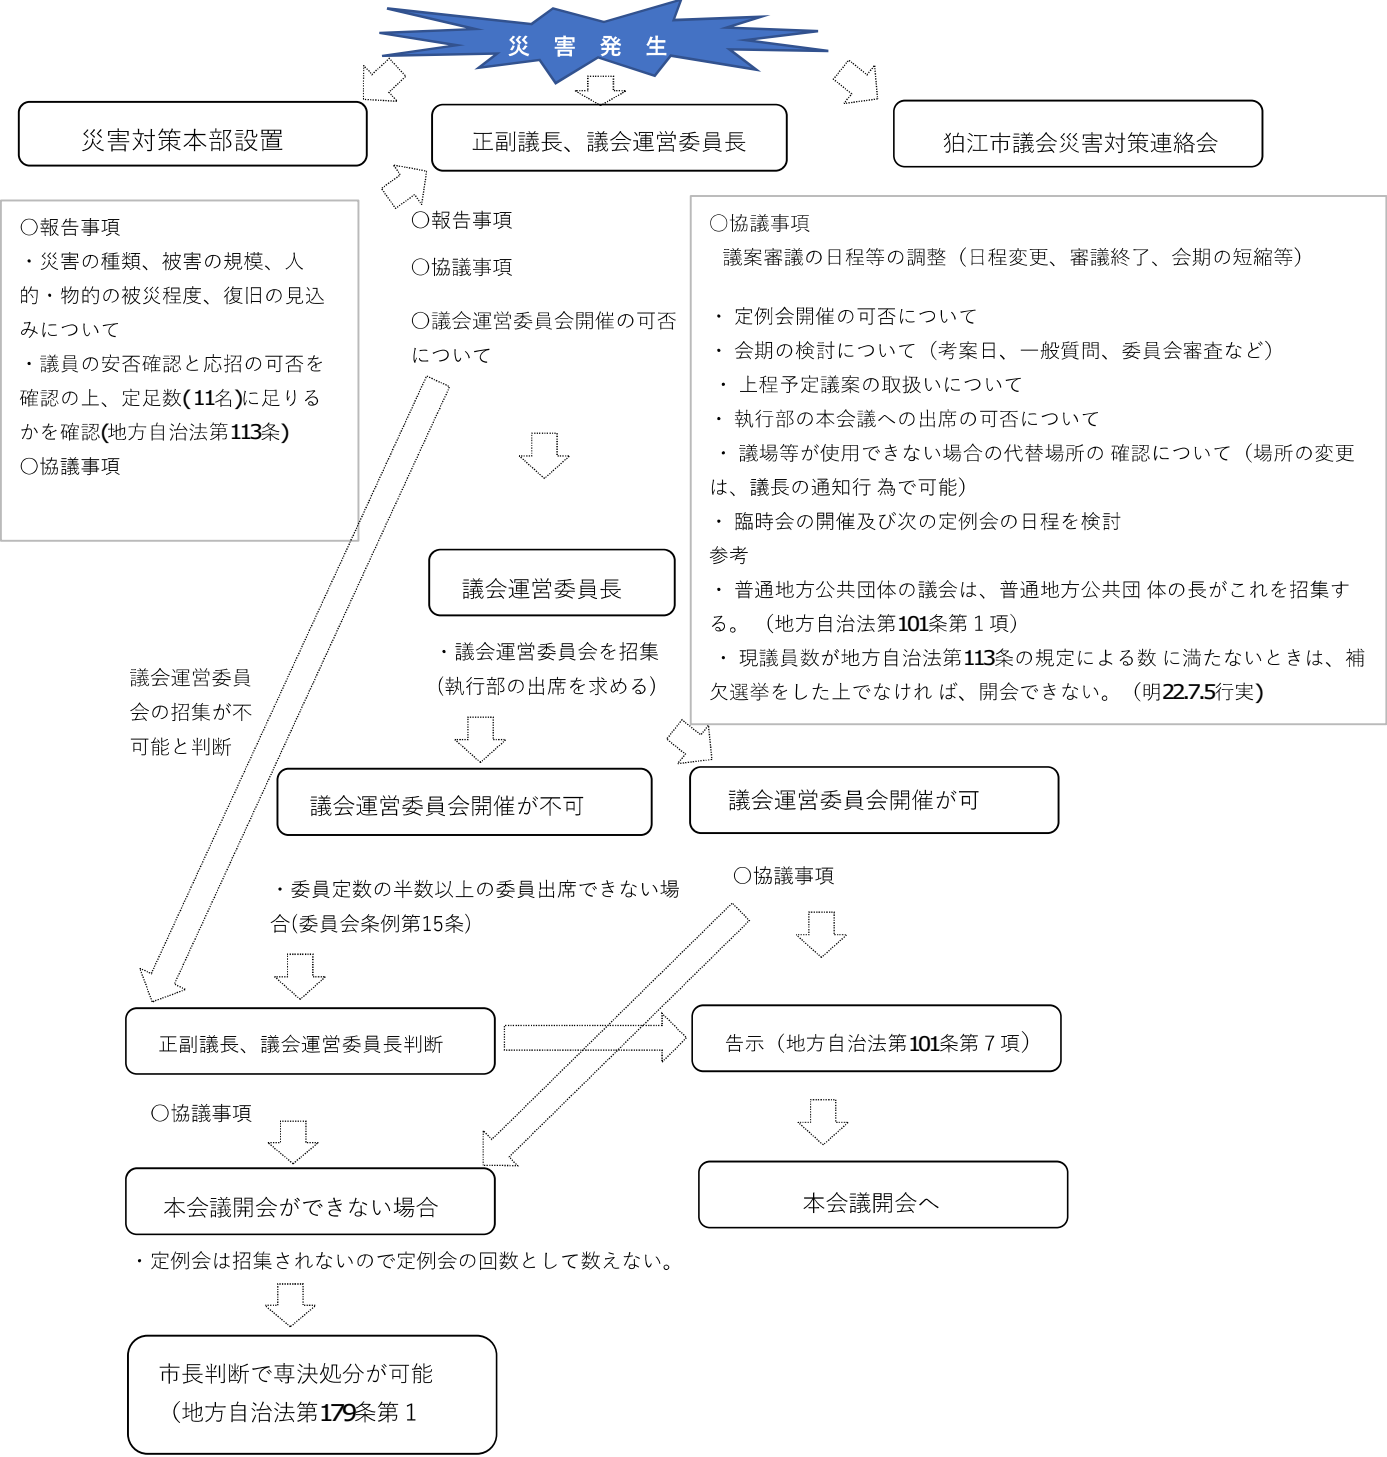 災　害　発　生
災害対策本部設置
正副議長、議会運営委員長
狛江市議会災害対策連絡会
〇報告事項
・災害の種類、被害の規模、人
的・物的の被災程度、復旧の見込
みについて
・議員の安否確認と応招の可否を
確認の上、定足数(11名)に足りる
かを確認(地方自治法第113条)
〇協議事項
〇報告事項
〇協議事項
〇議会運営委員会開催の可否
について
〇協議事項
議案審議の日程等の調整（日程変更、審議終了、会期の短縮等）
・ 定例会開催の可否について
・ 会期の検討について（考案日、一般質問、委員会審査など）
・ 上程予定議案の取扱いについて
・ 執行部の本会議への出席の可否について
・ 議場等が使用できない場合の代替場所の 確認について（場所の変更
は、議長の通知行 為で可能）
・ 臨時会の開催及び次の定例会の日程を検討
参考
・ 普通地方公共団体の議会は、普通地方公共団 体の長がこれを招集す
る。（地方自治法第101条第１項）
・ 現議員数が地方自治法第113条の規定による数 に満たないときは、補
欠選挙をした上でなけれ ば、開会できない。（明22.7.5行実)
議会運営委員長
・議会運営委員会を招集
(執行部の出席を求める）
議会運営委員
会の招集が不
可能と判断
議会運営委員会開催が不可
議会運営委員会開催が可
・委員定数の半数以上の委員出席できない場
合(委員会条例第15条）
〇協議事項
正副議長、議会運営委員長判断
告示（地方自治法第101条第７項）
〇協議事項
本会議開会ができない場合
本会議開会へ
・定例会は招集されないので定例会の回数として数えない。
市長判断で専決処分が可能
（地方自治法第179条第１